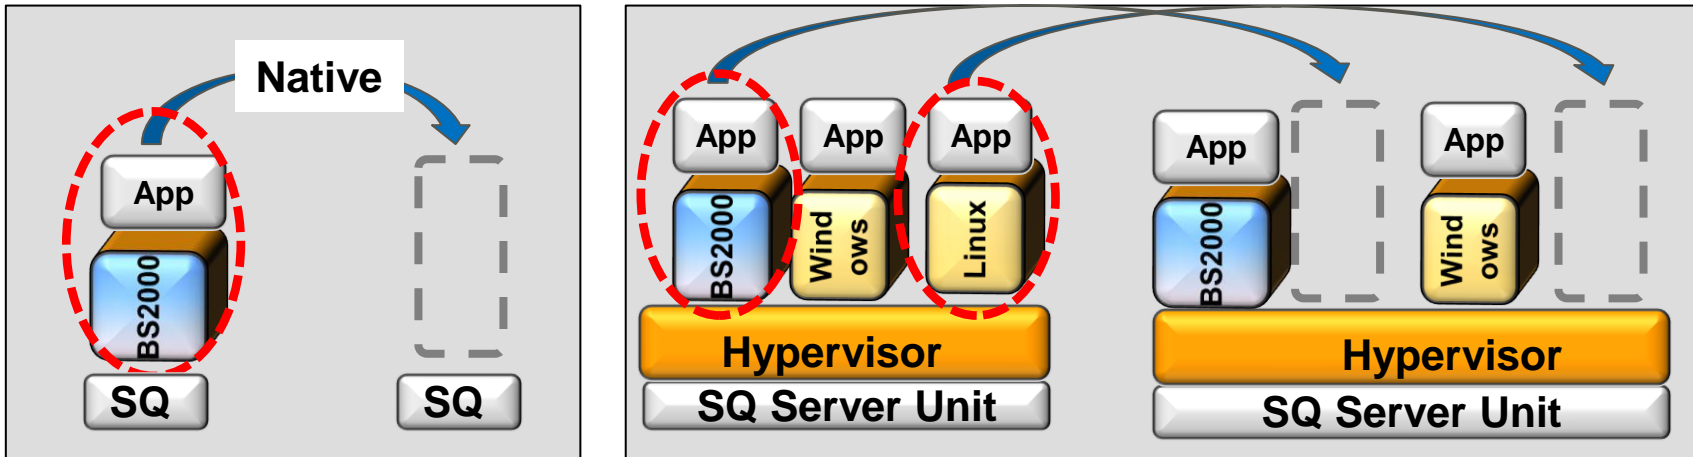 Native
App
BS2000
SQ
SQ
App
App
App
BS2000
Wind
ows
Linux
Hypervisor
SQ Server Unit
App
App
BS2000
Wind
ows
Hypervisor
SQ Server Unit